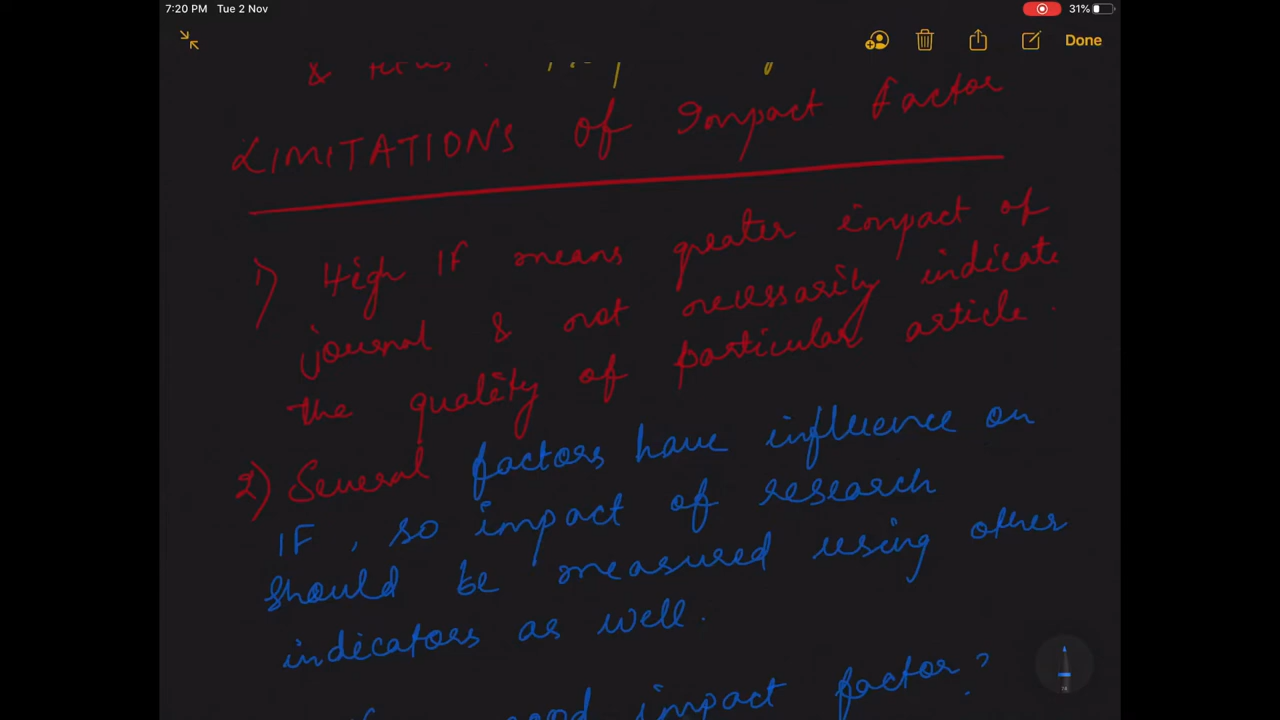 7:20 PM Tue 2 Nov
31%
Done
&
LIMITATIONS of Impact Factor
1) High IF means greater impact of
journal & not necessarily indicate
the quality of particular article.
2) Several factors have influence on
IF, so impact of research
should be measured using other
indicators as well.
good impact factor?